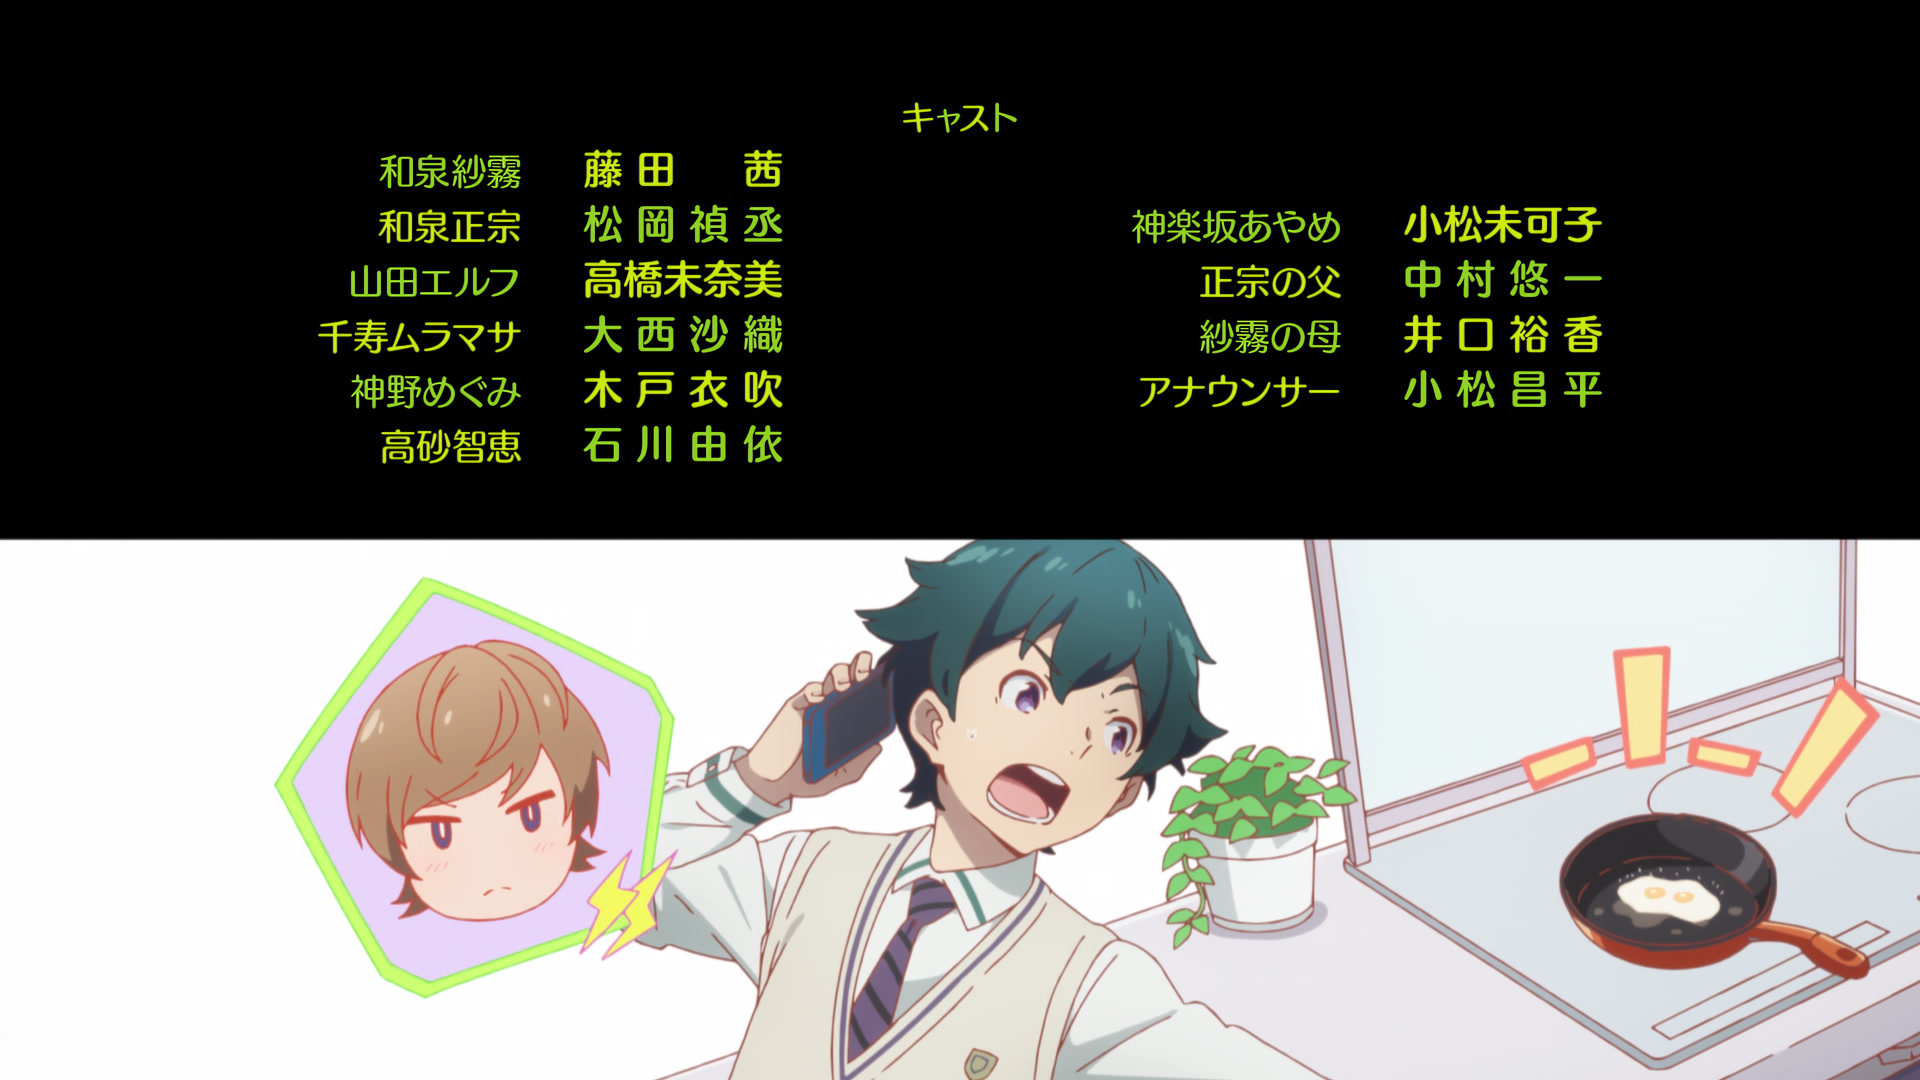 キャスト
和泉紗霧 藤田 茜
和泉正宗 松岡禎丞
山田エルフ 高橋未奈美
千寿ムラマサ 大西沙織
神野めぐみ 木戸衣吹
高砂智恵 石川由依
神楽坂あやめ 小松未可子
正宗の父 中村悠一
紗霧の母 井口裕香
アナウンサー 小松昌平